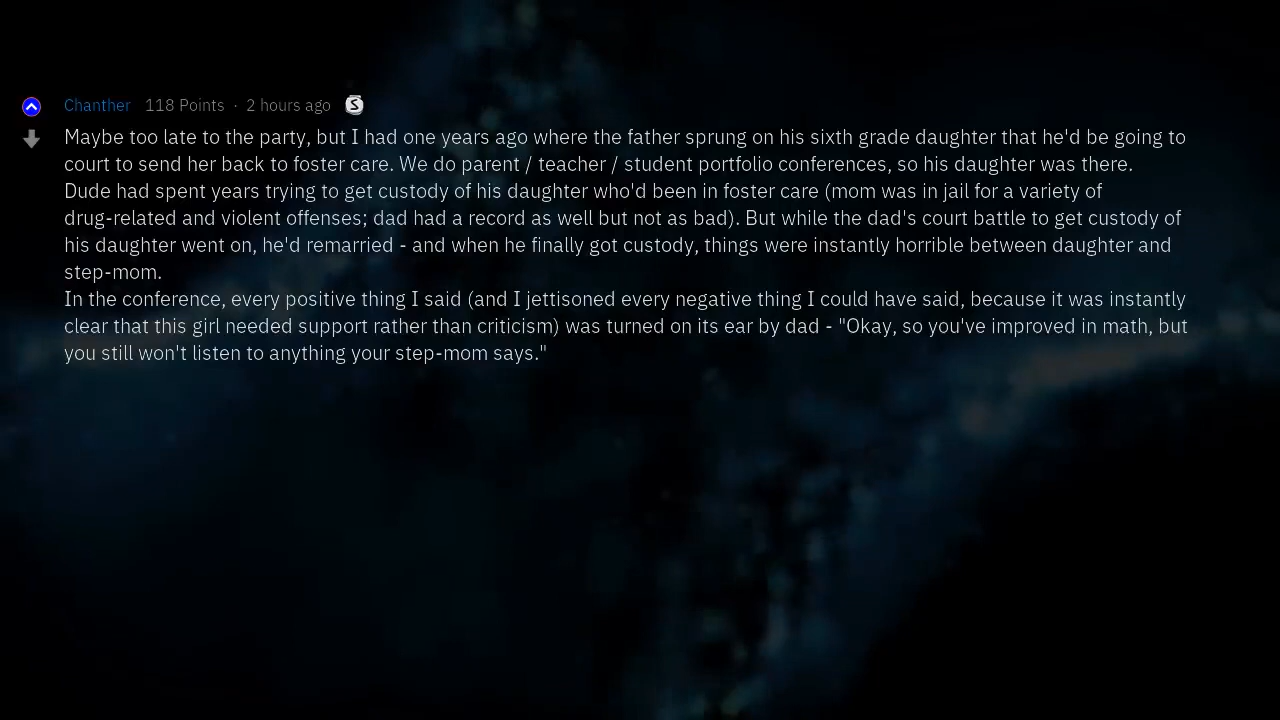 Chanther 118 Points · 2 hours ago S
Maybe too late to the party, but I had one years ago where the father sprung on his sixth grade daughter that he'd be going to
court to send her back to foster care. We do parent / teacher / student portfolio conferences, so his daughter was there.
Dude had spent years trying to get custody of his daughter who'd been in foster care (mom was in jail for a variety of
drug-related and violent offenses; dad had a record as well but not as bad). But while the dad's court battle to get custody of
his daughter went on, he'd remarried - and when he finally got custody, things were instantly horrible between daughter and
step-mom.
In the conference, every positive thing I said (and I jettisoned every negative thing I could have said, because it was instantly
clear that this girl needed support rather than criticism) was turned on its ear by dad - "Okay, so you've improved in math, but
you still won't listen to anything your step-mom says."